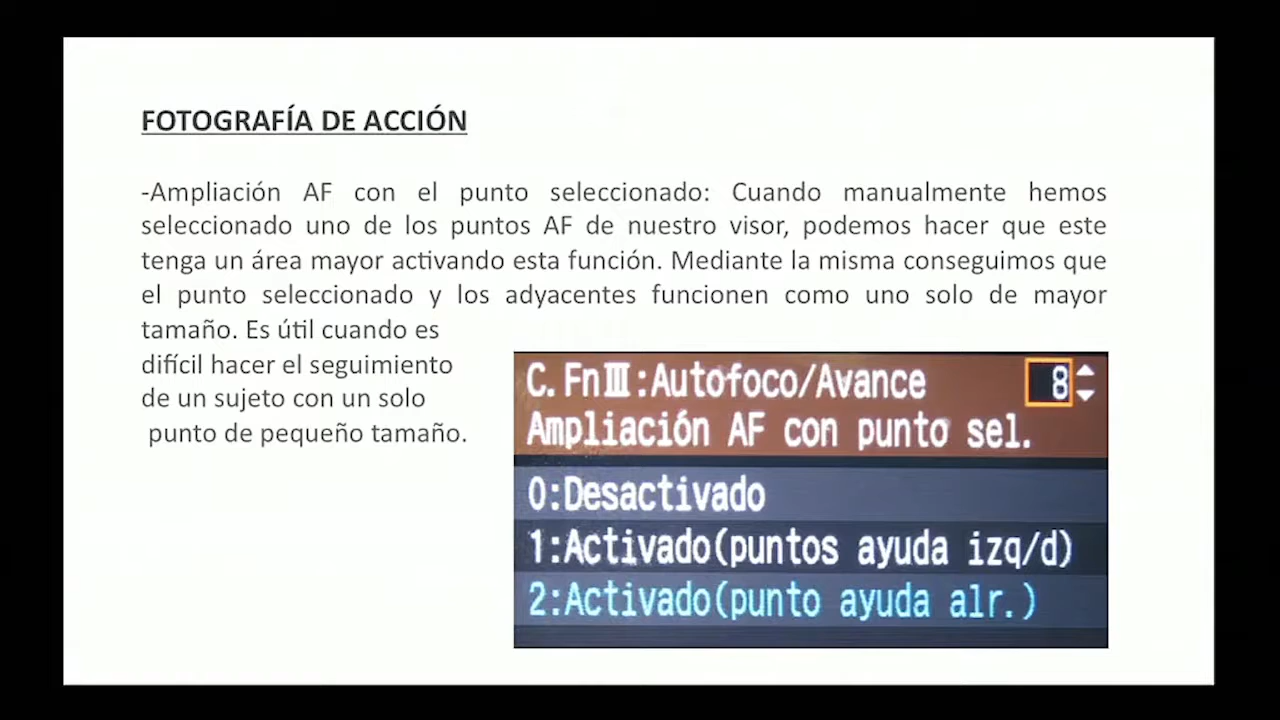 FOTOGRAFÍA DE ACCIÓN
-Ampliación AF con el punto seleccionado: Cuando manualmente hemos
seleccionado uno de los puntos AF de nuestro visor, podemos hacer que este
tenga un área mayor activando esta función. Mediante la misma conseguimos que
el punto seleccionado y los adyacentes funcionen como uno solo de mayor
tamaño. Es útil cuando es
difícil hacer el seguimiento
de un sujeto con un solo
punto de pequeño tamaño.
C.FnⅢ:Autofoco/Avance 8
Ampliación AF con punto sel.
0:Desactivado
1:Activado(puntos ayuda izq/d)
2:Activado(punto ayuda alr.)